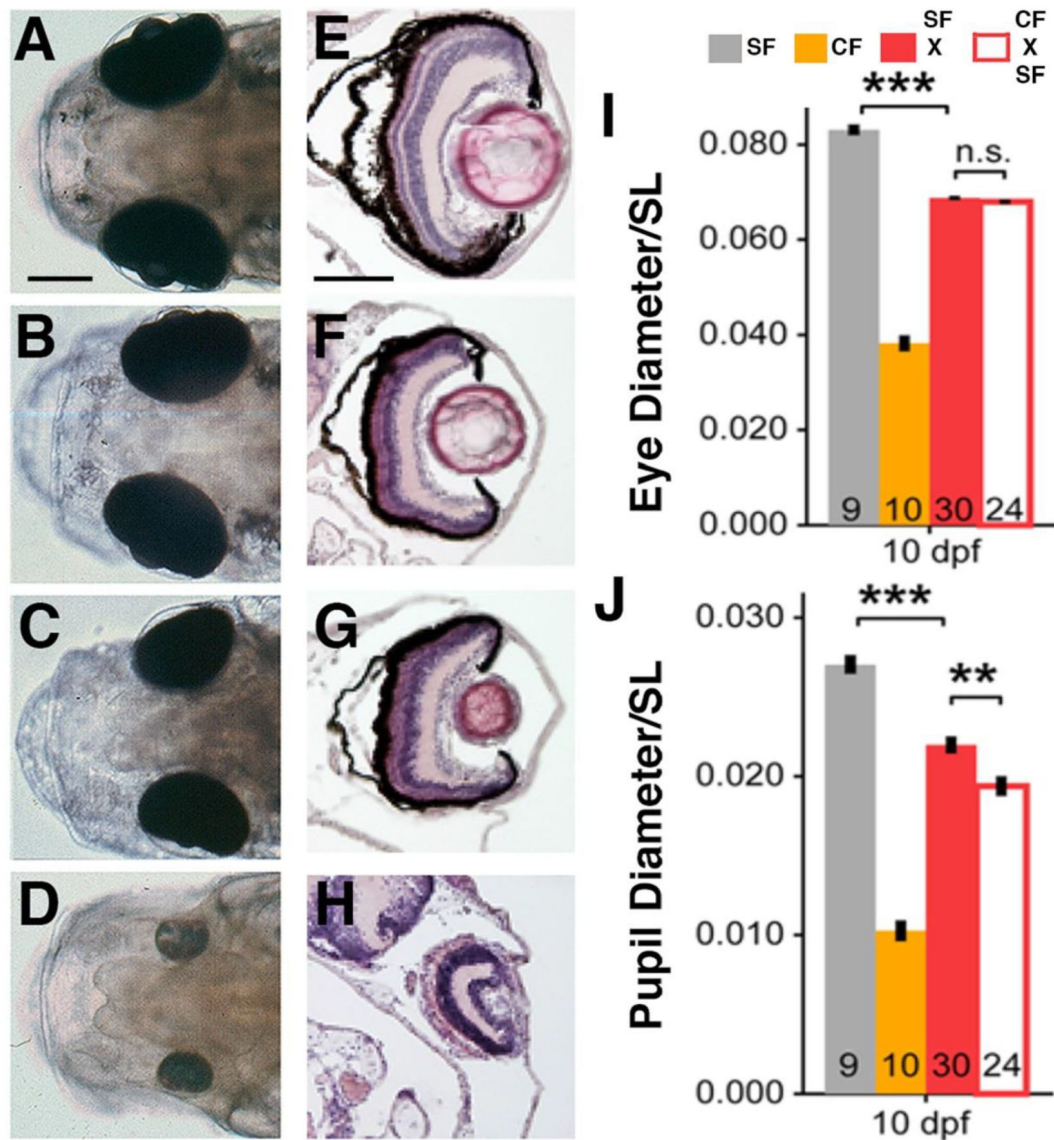 A
B
C
D
E
F
G
H
SF CF SF X CF X SF
I
Eye Diameter/SL
***
n.s.
0.080
0.060
0.040
0.020
0.000
9 10 30 24
10 dpf
J
Pupil Diameter/SL
***
**
0.030
0.020
0.010
0.000
9 10 30 24
10 dpf